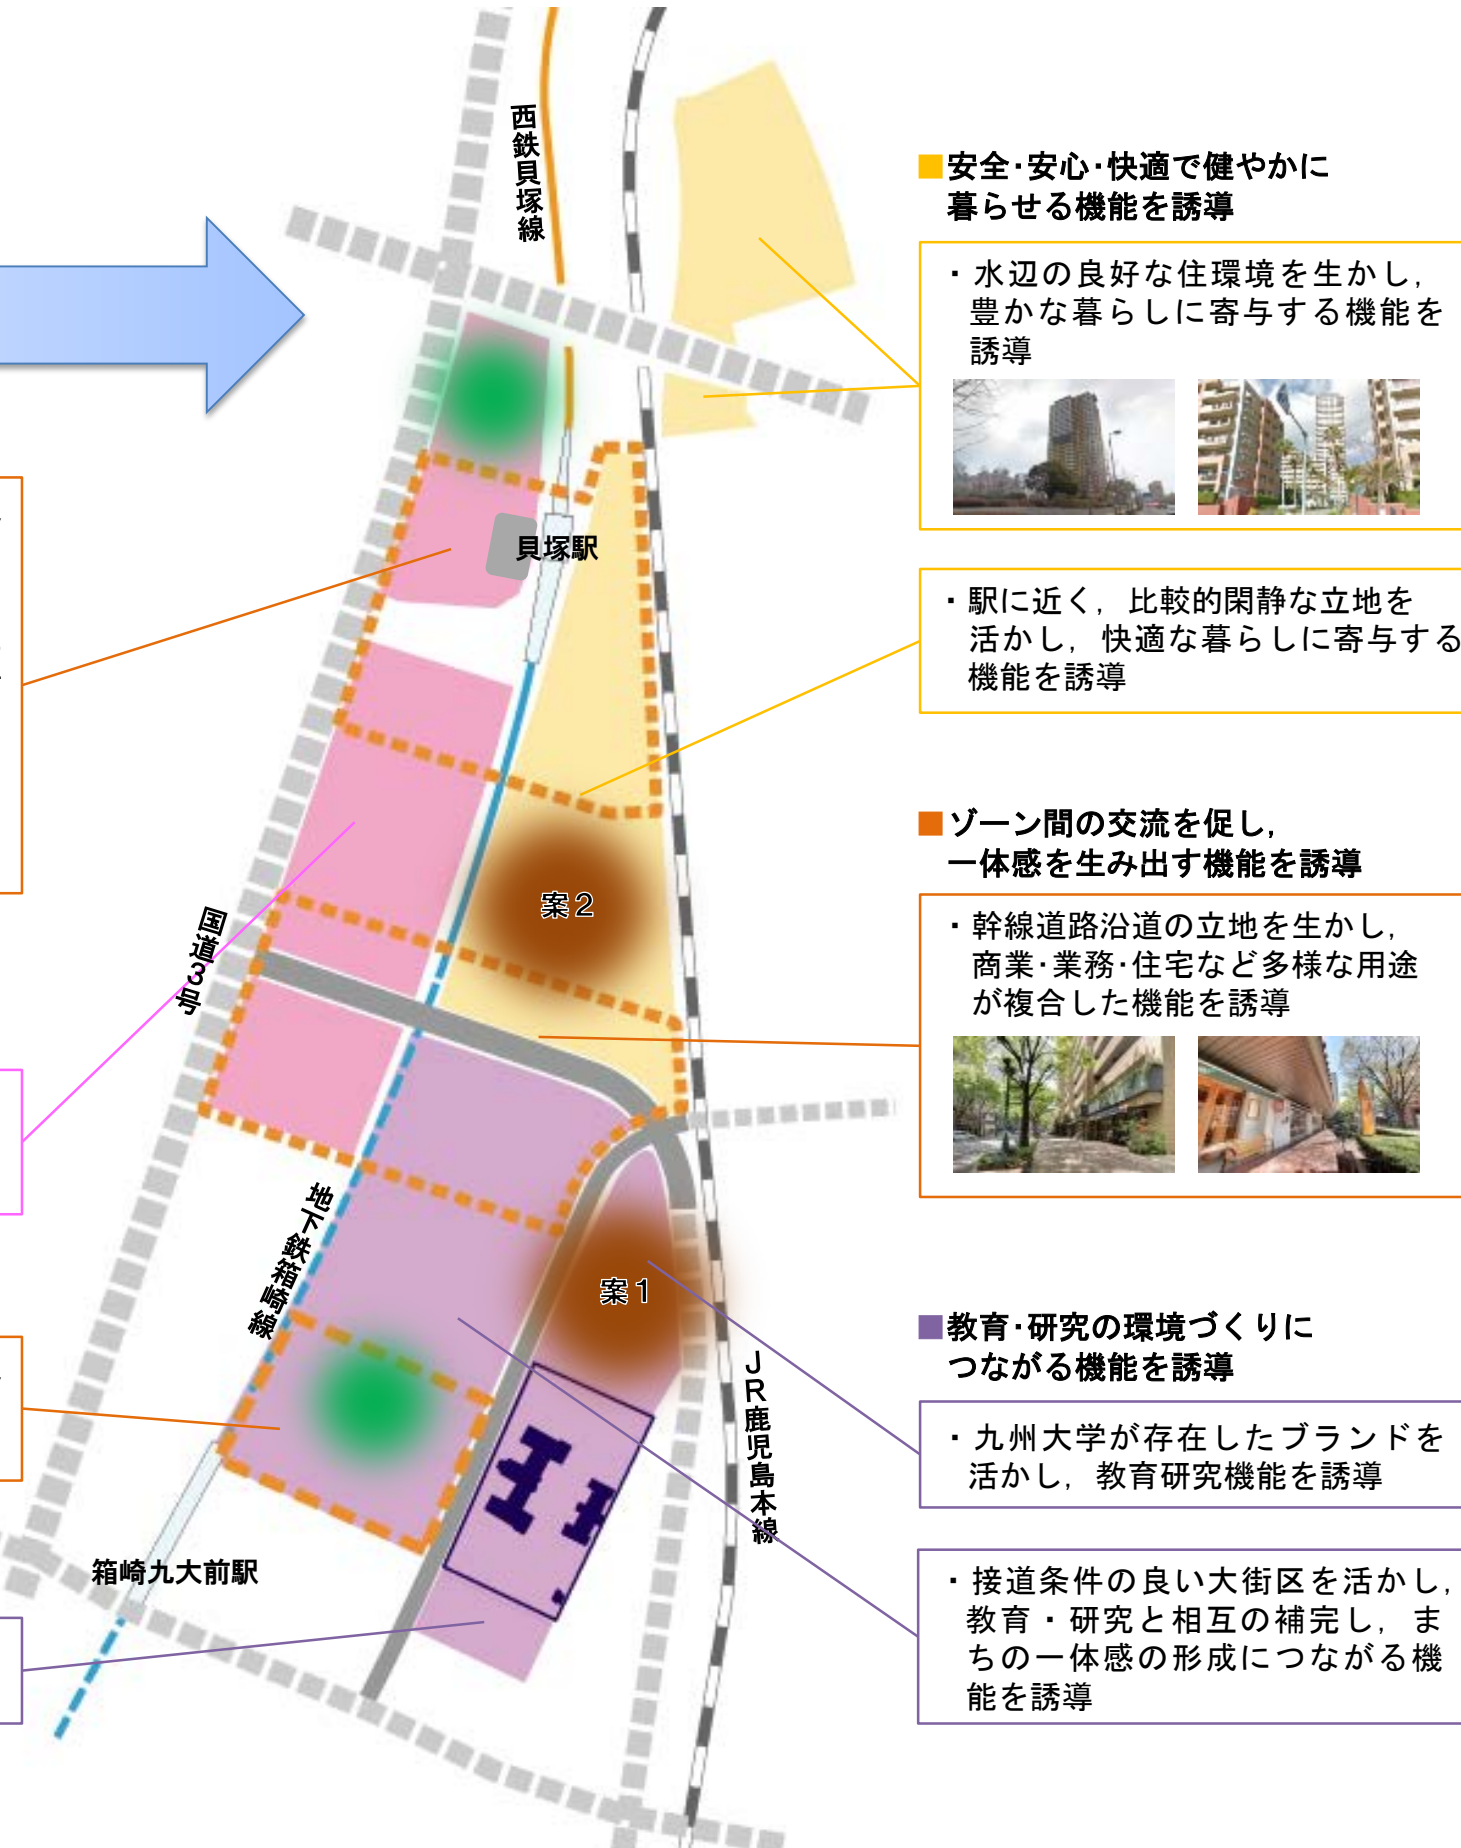 西鉄貝塚線
■安全・安心・快適で健やかに
暮らせる機能を誘導
・水辺の良好な住環境を生かし，
豊かな暮らしに寄与する機能を
誘導
貝塚駅
・駅に近く，比較的閑静な立地を
活かし，快適な暮らしに寄与する
機能を誘導
■ゾーン間の交流を促し，
一体感を生み出す機能を誘導
案２
国道３号
・幹線道路沿道の立地を生かし，
商業・業務・住宅など多様な用途
が複合した機能を誘導
地下鉄箱崎線
案１
■教育・研究の環境づくりに
つながる機能を誘導
ＪＲ鹿児島本線
・九州大学が存在したブランドを
活かし，教育研究機能を誘導
箱崎九大前駅
・接道条件の良い大街区を活かし，
教育・研究と相互の補完し，ま
ちの一体感の形成につながる機
能を誘導